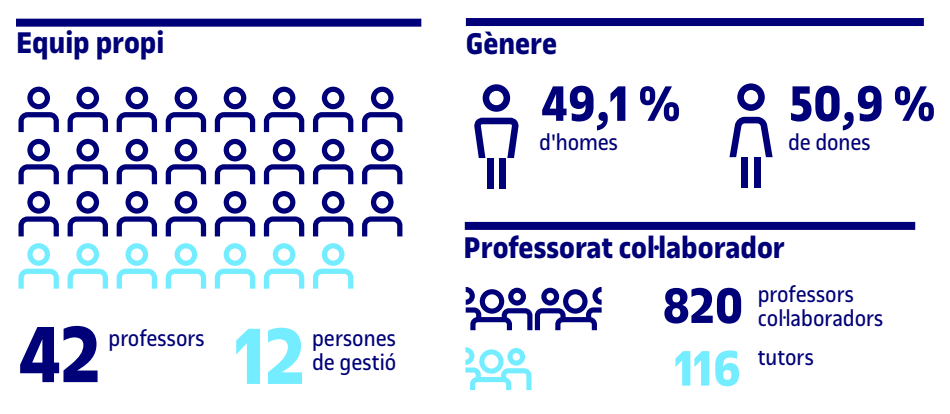 Equip propi
42 professors
12 persones
de gestió
Gènere
49,1 %
d'homes
50,9 %
de dones
Professorat col·laborador
820 professors
col·laboradors
116 tutors